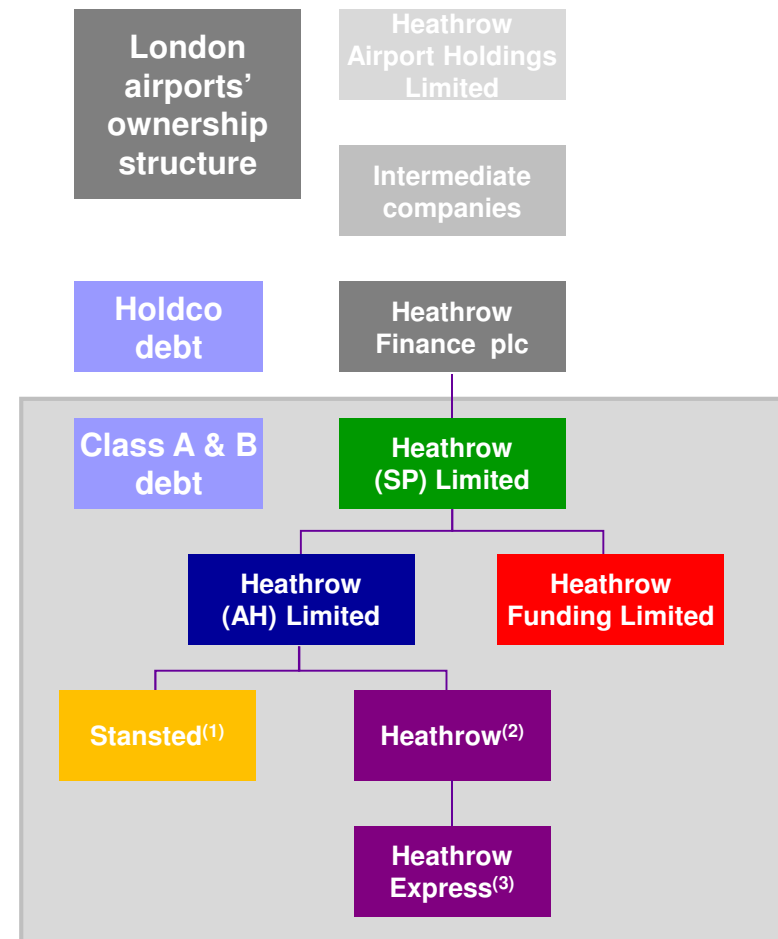 London
airports’
ownership
structure
Heathrow
Airport Holdings
Limited
Intermediate
companies
Holdco
debt
Heathrow
Finance plc
Class A & B
debt
Heathrow
(SP) Limited
Heathrow
(AH) Limited
Heathrow
Funding Limited
Stansted(1)
Heathrow(2)
Heathrow
Express(3)